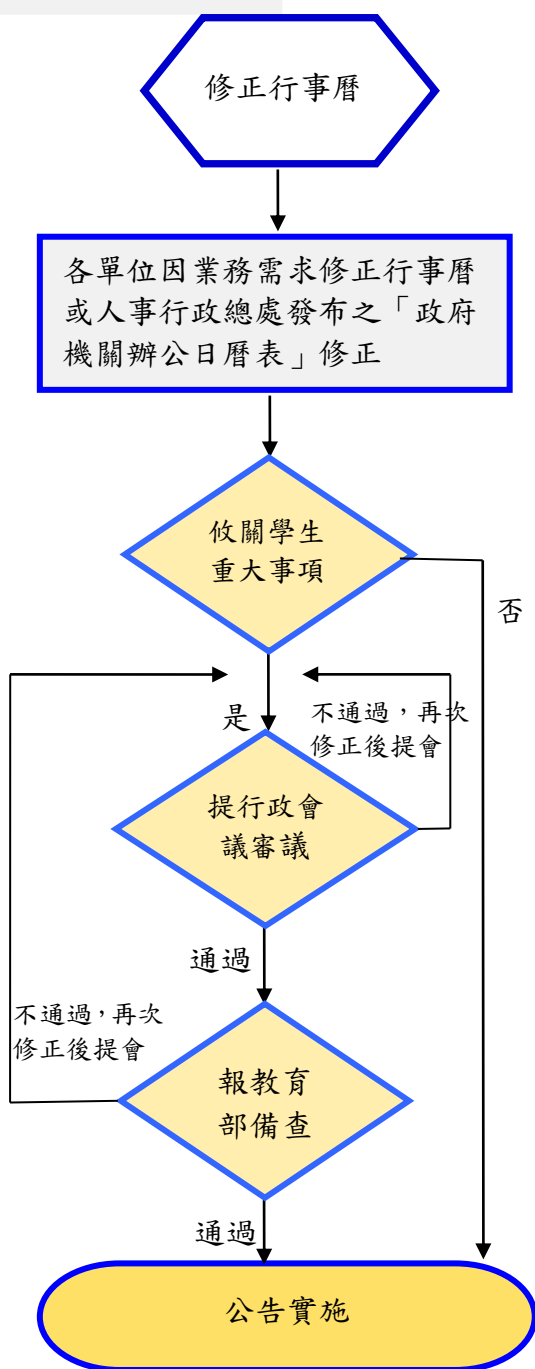 修正行事曆
各單位因業務需求修正行事曆
或人事行政總處發布之「政府
機關辦公日曆表」修正
攸關學生
重大事項
否
是
不通過，再次
修正後提會
提行政會
議審議
通過
不通過，再次
修正後提會
報教育
部備查
通過
公告實施